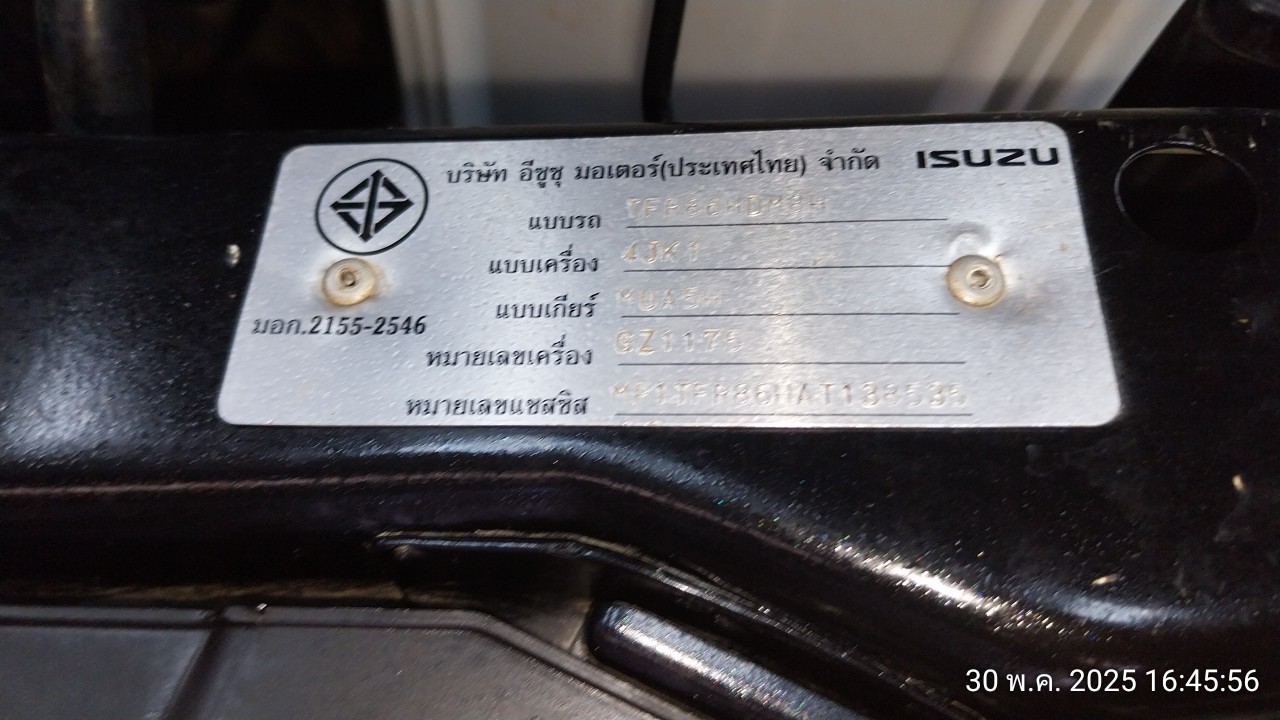 บริษัท อีซูซุ มอเตอร์(ประเทศไทย) จำกัด ISUZU
แบบรถ
แบบเครื่อง 4JK1
แบบเกียร์ MUA5H
มอก.2155-2546
หมายเลขเครื่อง GZ1175
หมายเลขแชสซิส MP1TFR86HAT138535
30 พ.ค. 2025 16:45:56